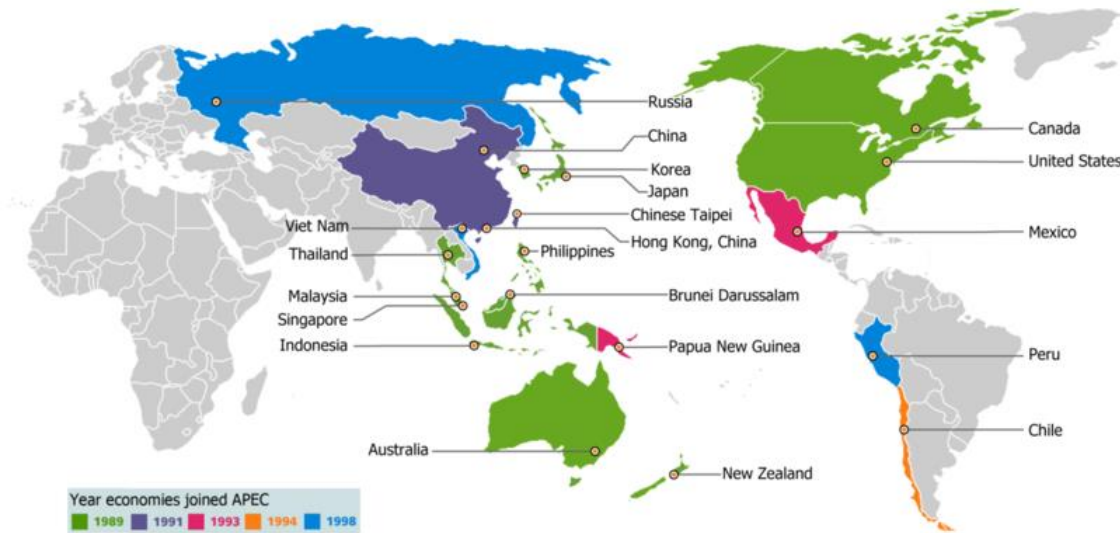 Russia
Canada
China
United States
Korea
Japan
Chinese Taipei
Viet Nam
Mexico
Hong Kong, China
Thailand
Philippines
Malaysia
Brunei Darussalam
Singapore
Indonesia
Papua New Guinea
Peru
Chile
Australia
New Zealand
Year economies joined APEC
1989 1991 1993 1994 1998